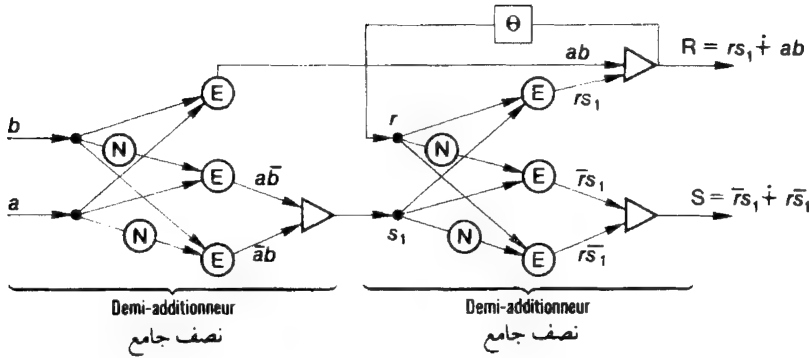 Θ
ab
R = rs₁ ∔ ab
E
E
rs₁
b
r
N
N
E
ab̄
E
r̄s₁
S = r̄s₁ ∔ rs̄₁
a
s₁
N
N
E
āb
E
rs̄₁
Demi-additionneur
Demi-additionneur
نصف جامع
نصف جامع